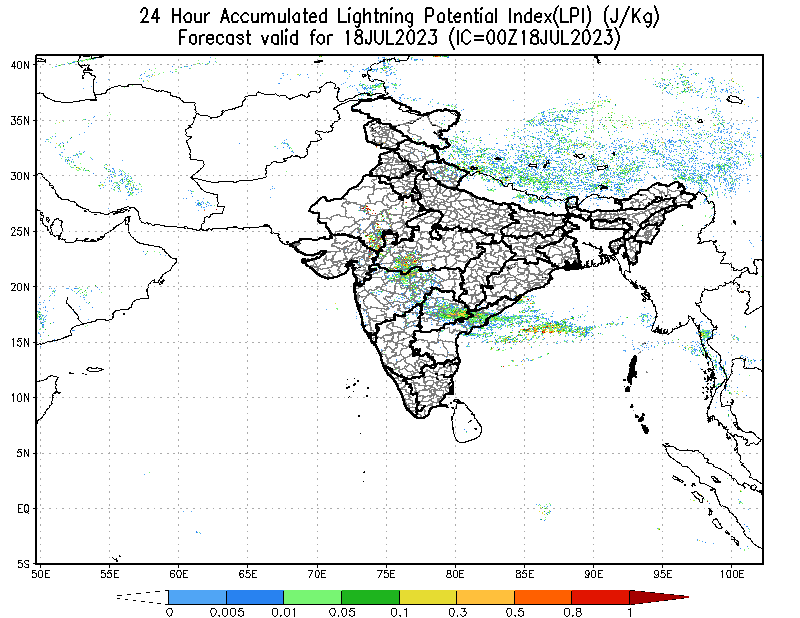 24 Hour Accumulated Lightning Potential Index(LPI) (J/Kg)
Forecast valid for 18JUL2023 (IC=00Z18JUL2023)
40N
35N
30N
25N
20N
15N
10N
5N
EQ
5S
50E 55E 60E 65E 70E 75E 80E 85E 90E 95E 100E
0 0.005 0.01 0.05 0.1 0.3 0.5 0.8 1